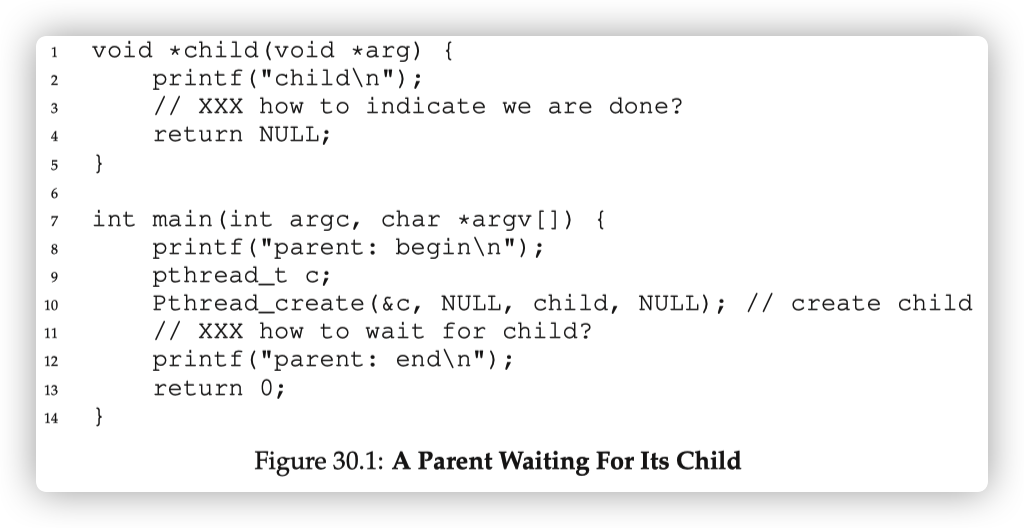 1 void *child(void *arg) {
2 printf("child\n");
3 // XXX how to indicate we are done?
4 return NULL;
5 }
6
7 int main(int argc, char *argv[]) {
8 printf("parent: begin\n");
9 pthread_t c;
10 Pthread_create(&c, NULL, child, NULL); // create child
11 // XXX how to wait for child?
12 printf("parent: end\n");
13 return 0;
14 }
Figure 30.1: A Parent Waiting For Its Child